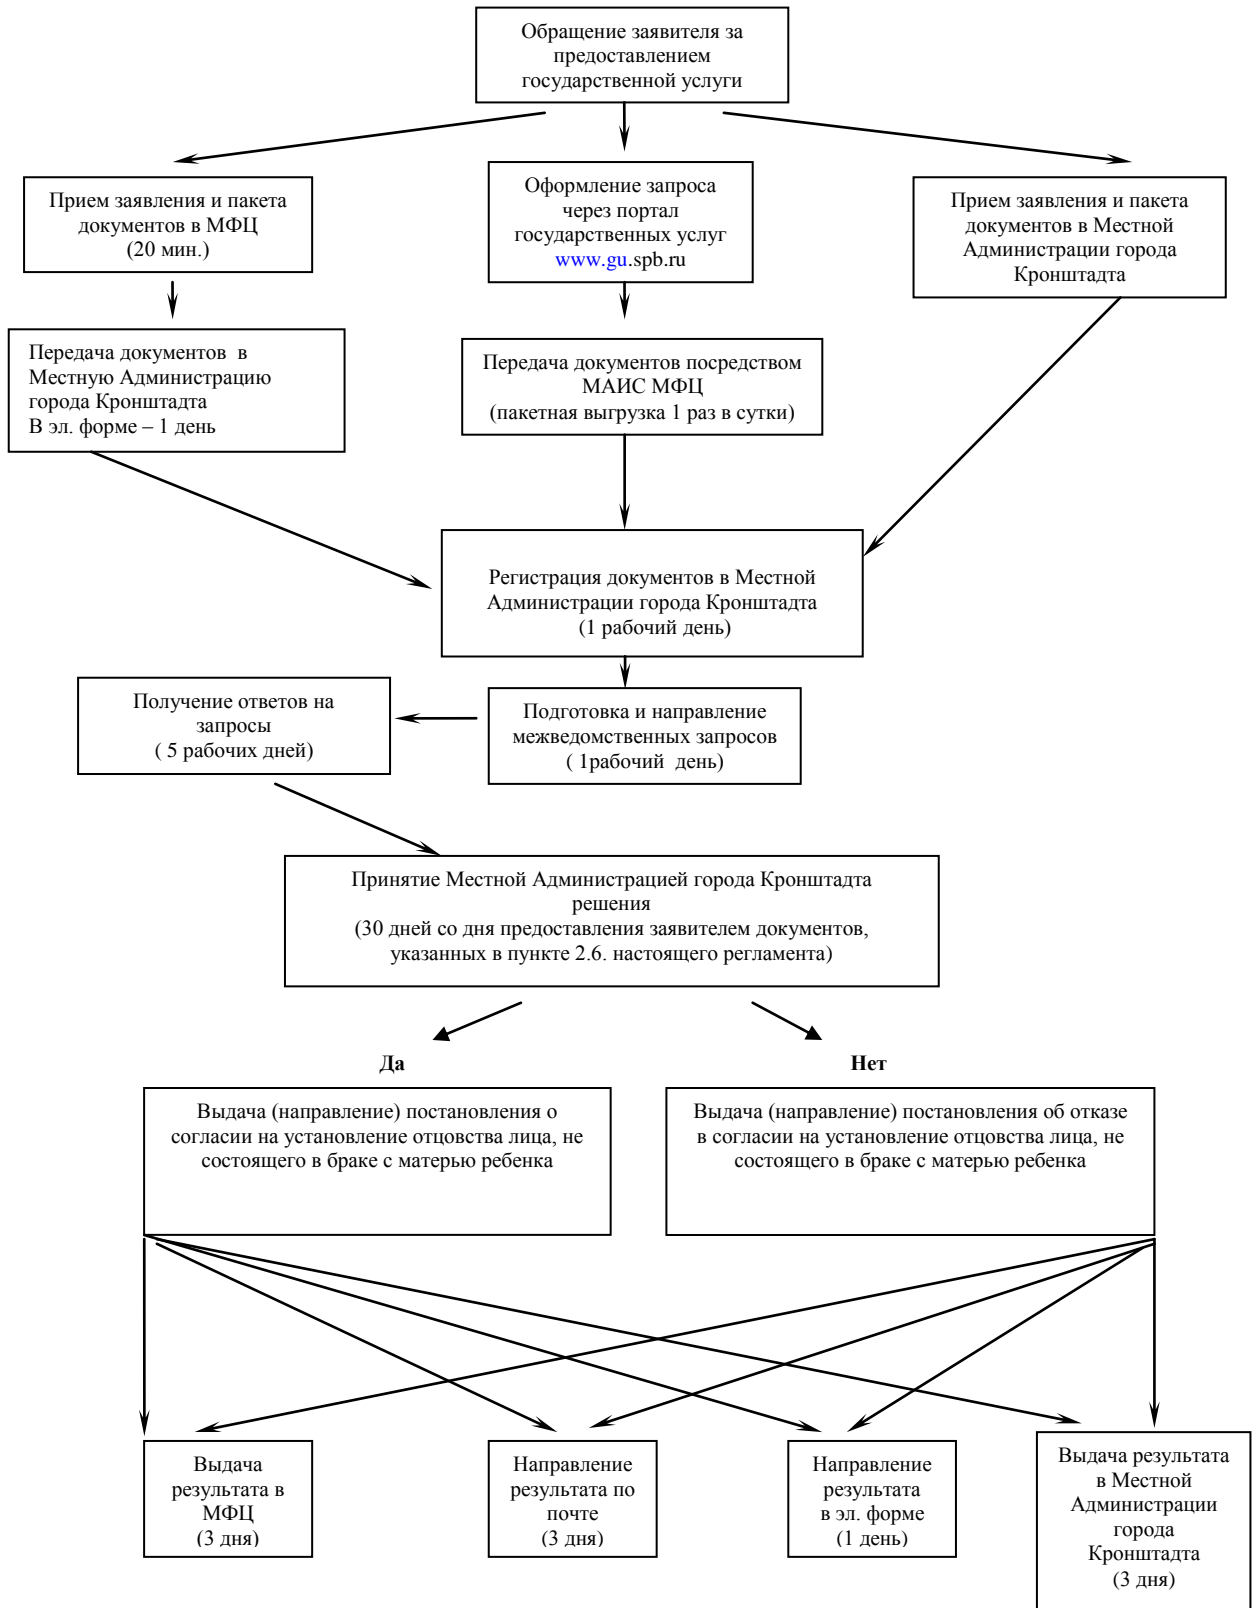 Обращение заявителя за
предоставлением
государственной услуги
Прием заявления и пакета
документов в МФЦ
(20 мин.)
Оформление запроса
через портал
государственных услуг
www.gu.spb.ru
Прием заявления и пакета
документов в Местной
Администрации города
Кронштадта
Передача документов в
Местную Администрацию
города Кронштадта
В эл. форме – 1 день
Передача документов посредством
МАИС МФЦ
(пакетная выгрузка 1 раз в сутки)
Регистрация документов в Местной
Администрации города Кронштадта
(1 рабочий день)
Получение ответов на
запросы
( 5 рабочих дней)
Подготовка и направление
межведомственных запросов
( 1рабочий день)
Принятие Местной Администрацией города Кронштадта
решения
(30 дней со дня предоставления заявителем документов,
указанных в пункте 2.6. настоящего регламента)
Да
Нет
Выдача (направление) постановления о
согласии на установление отцовства лица, не
состоящего в браке с матерью ребенка
Выдача (направление) постановления об отказе
в согласии на установление отцовства лица, не
состоящего в браке с матерью ребенка
Выдача
результата в
МФЦ
(3 дня)
Направление
результата по
почте
(3 дня)
Направление
результата
в эл. форме
(1 день)
Выдача результата
в Местной
Администрации
города
Кронштадта
(3 дня)